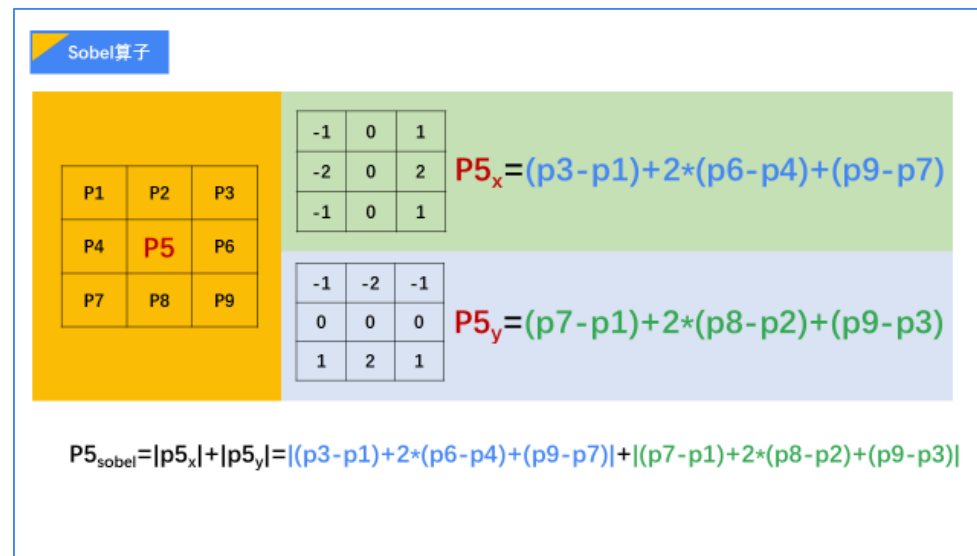 Sobel算子
P1 P2 P3
P4 P5 P6
P7 P8 P9
-1 0 1
-2 0 2
-1 0 1
P5x=(p3-p1)+2*(p6-p4)+(p9-p7)
-1 -2 -1
0 0 0
1 2 1
P5y=(p7-p1)+2*(p8-p2)+(p9-p3)
P5sobel=|p5x|+|p5y|=|(p3-p1)+2*(p6-p4)+(p9-p7)|+|(p7-p1)+2*(p8-p2)+(p9-p3)|